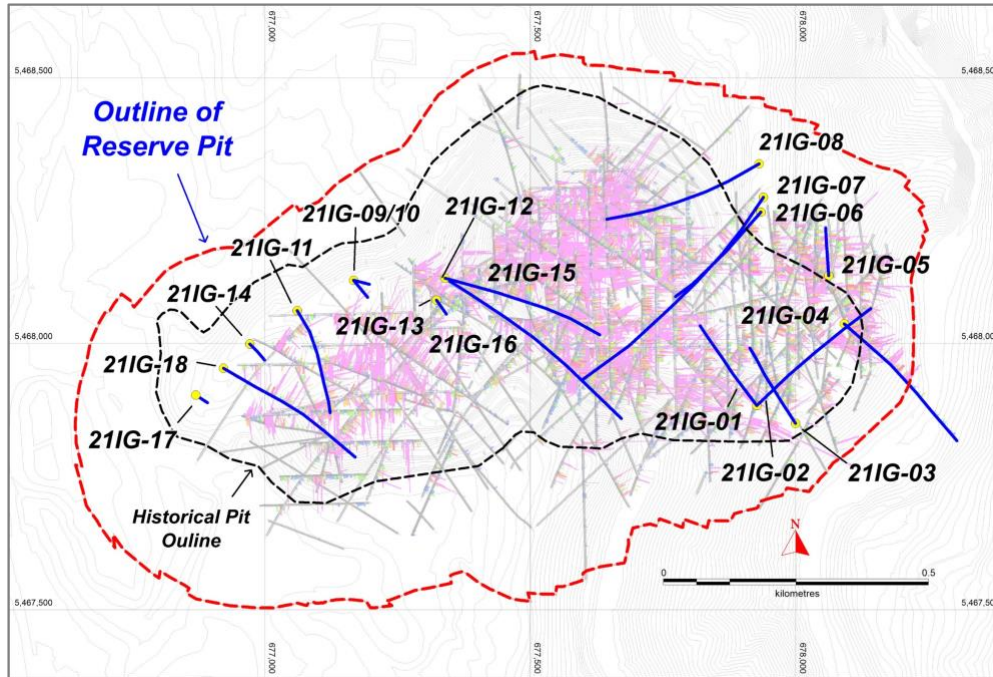 677,000
677,500
678,000
5,468,500
5,468,500
Outline of
Reserve Pit
21IG-08
21IG-07
21IG-06
21IG-09/10
21IG-12
21IG-11
21IG-15
21IG-05
21IG-14
21IG-04
21IG-13
21IG-16
5,468,000
5,468,000
21IG-18
21IG-01
21IG-17
21IG-02
21IG-03
Historical Pit
Ouline
N
0
0.5
kilometres
5,467,500
5,467,500
677,000
677,500
678,000